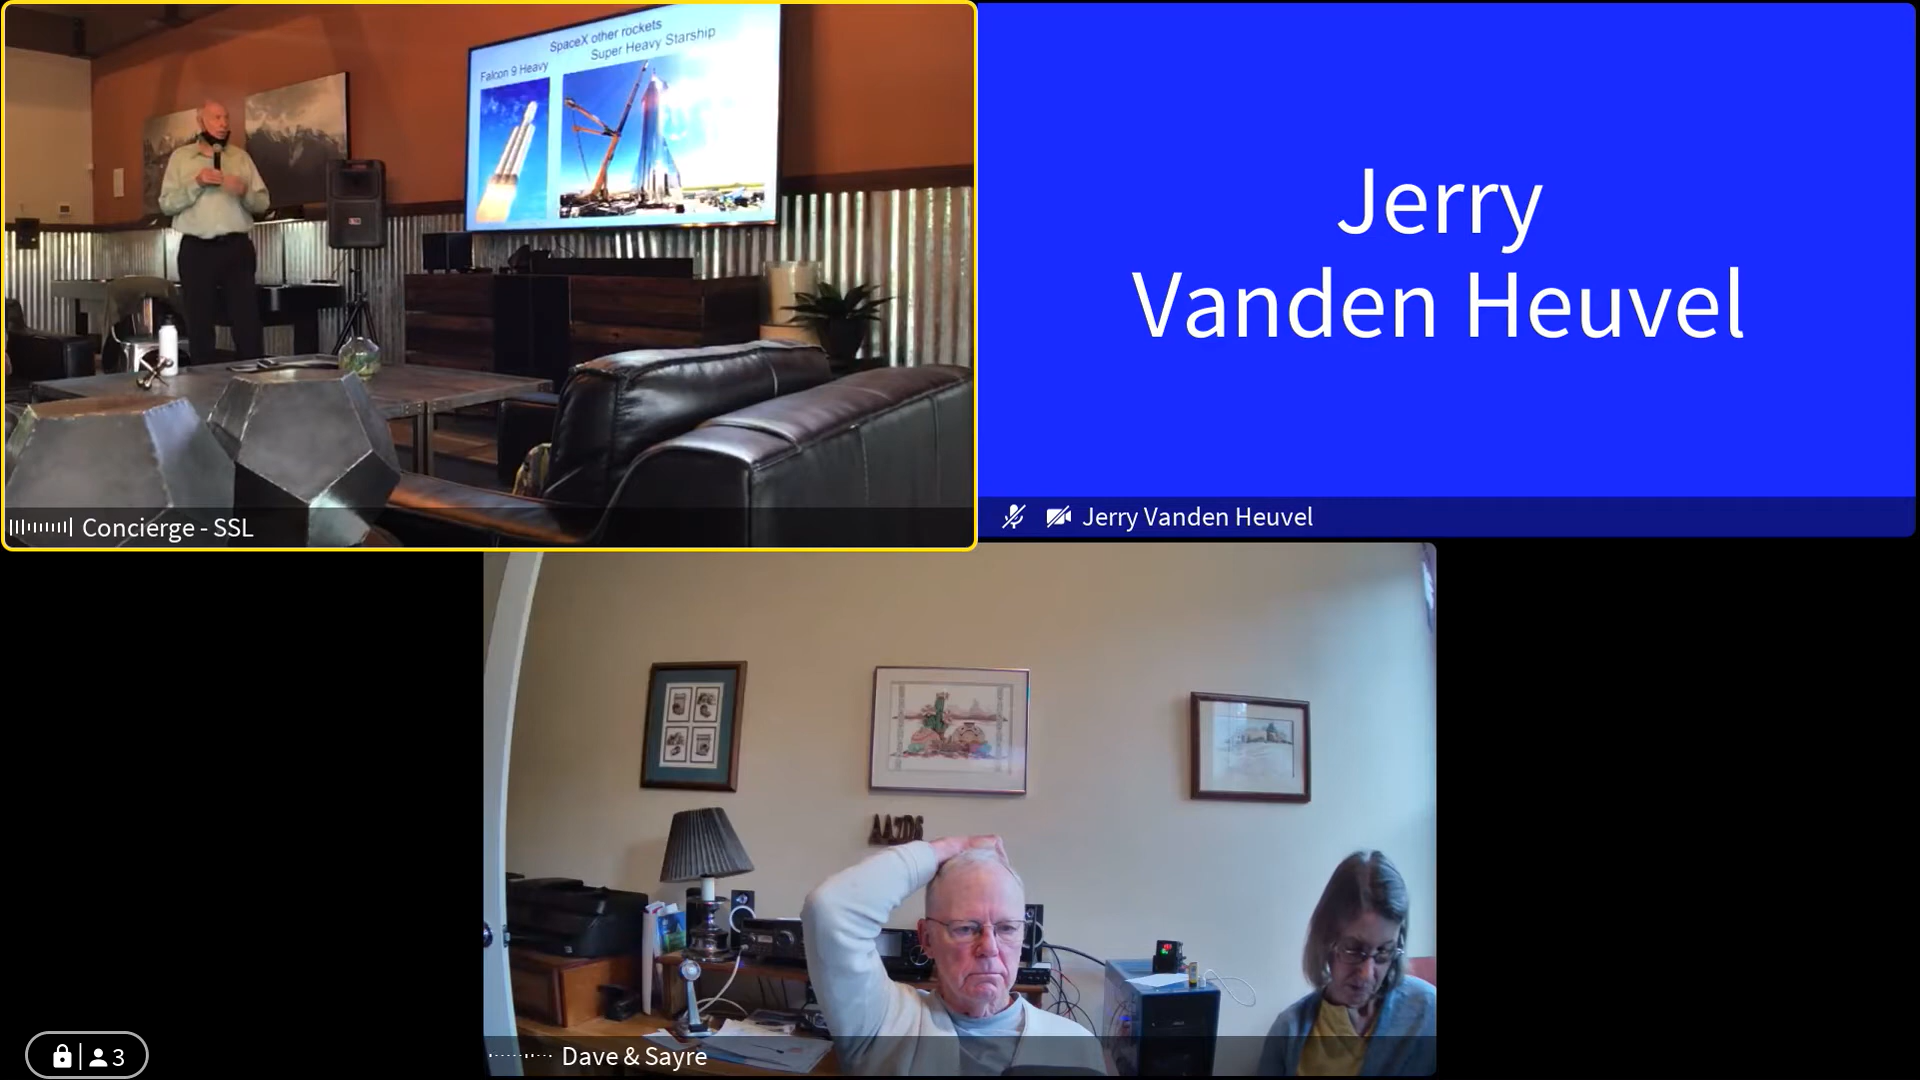 SpaceX other rockets
Falcon 9 Heavy
Super Heavy Starship
Concierge - SSL
Jerry
Vanden Heuvel
Jerry Vanden Heuvel
AA7DG
Dave & Sayre
3